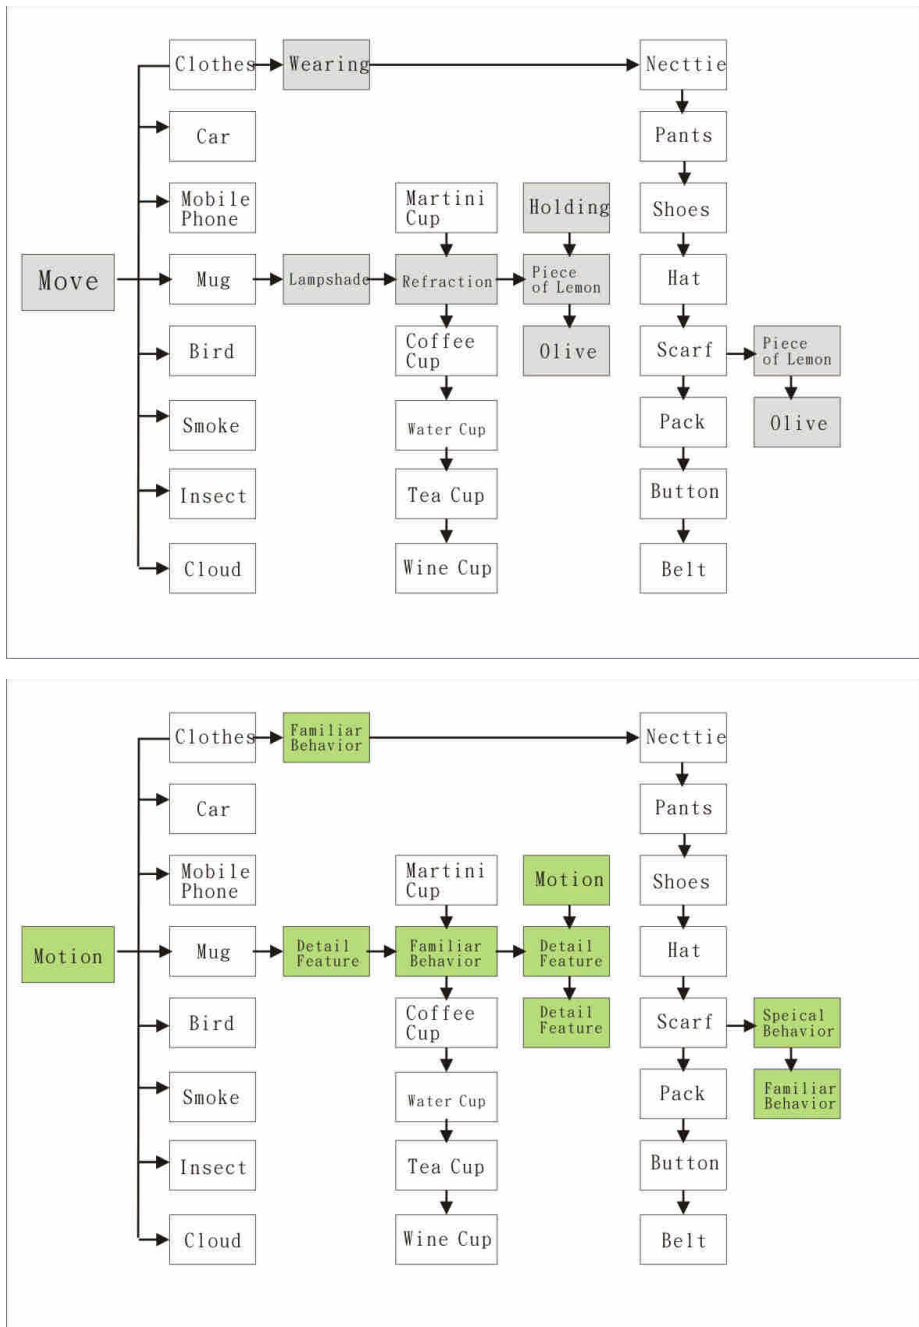 Clothes
Wearing
Necttie
Car
Pants
Mobile
Phone
Martini
Cup
Holding
Shoes
Move
Mug
Lampshade
Refraction
Piece
of Lemon
Hat
Bird
Coffee
Cup
Olive
Scarf
Piece
of Lemon
Smoke
Water Cup
Pack
Olive
Insect
Tea Cup
Button
Cloud
Wine Cup
Belt
Clothes
Familiar
Behavior
Necttie
Car
Pants
Mobile
Phone
Martini
Cup
Motion
Shoes
Motion
Mug
Detail
Feature
Familiar
Behavior
Detail
Feature
Hat
Bird
Coffee
Cup
Detail
Feature
Scarf
Speical
Behavior
Smoke
Water Cup
Pack
Familiar
Behavior
Insect
Tea Cup
Button
Cloud
Wine Cup
Belt